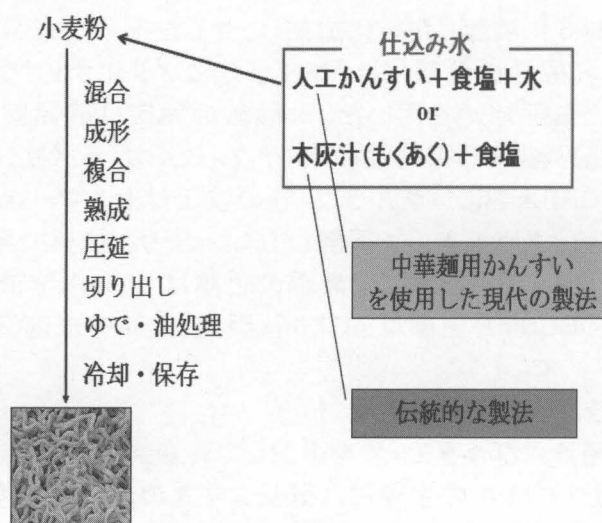 小麦粉
混合
成形
複合
熟成
圧延
切り出し
ゆで・油処理
冷却・保存
仕込み水
人工かんすい＋食塩＋水
or
木灰汁(もくあく)＋食塩
中華麺用かんすい
を使用した現代の製法
伝統的な製法